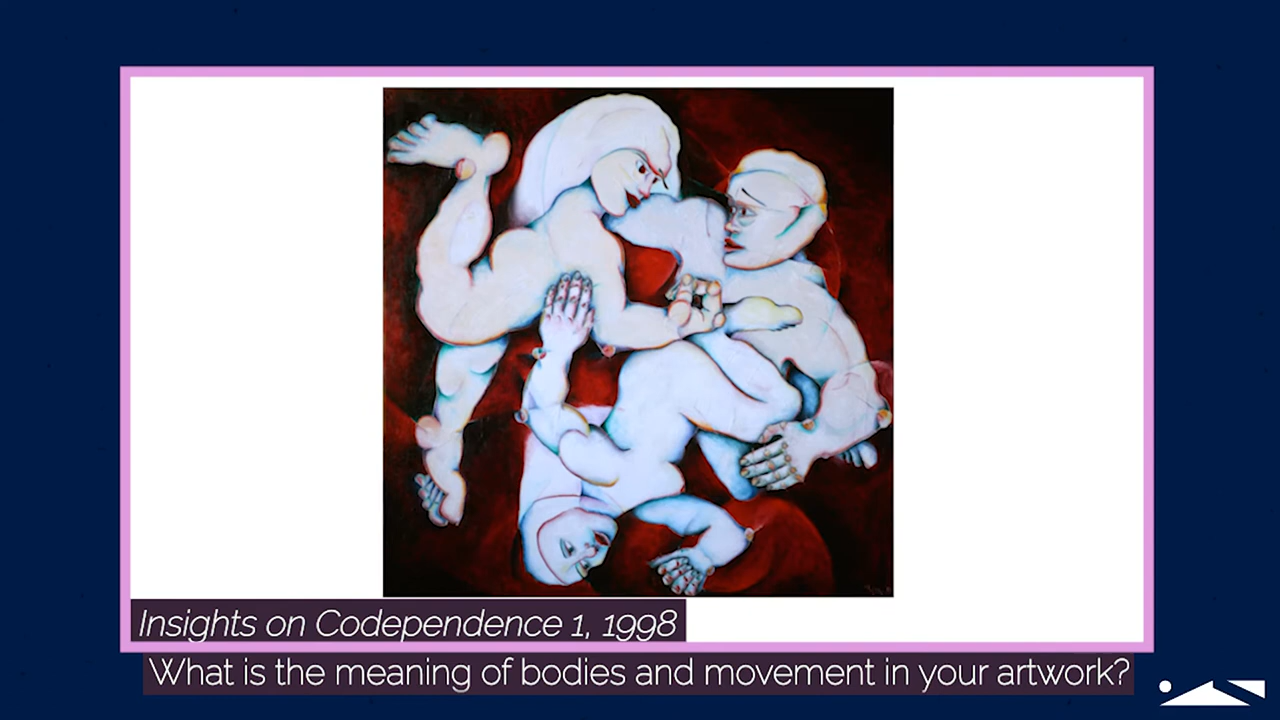 Insights on Codependence 1, 1998
What is the meaning of bodies and movement in your artwork?